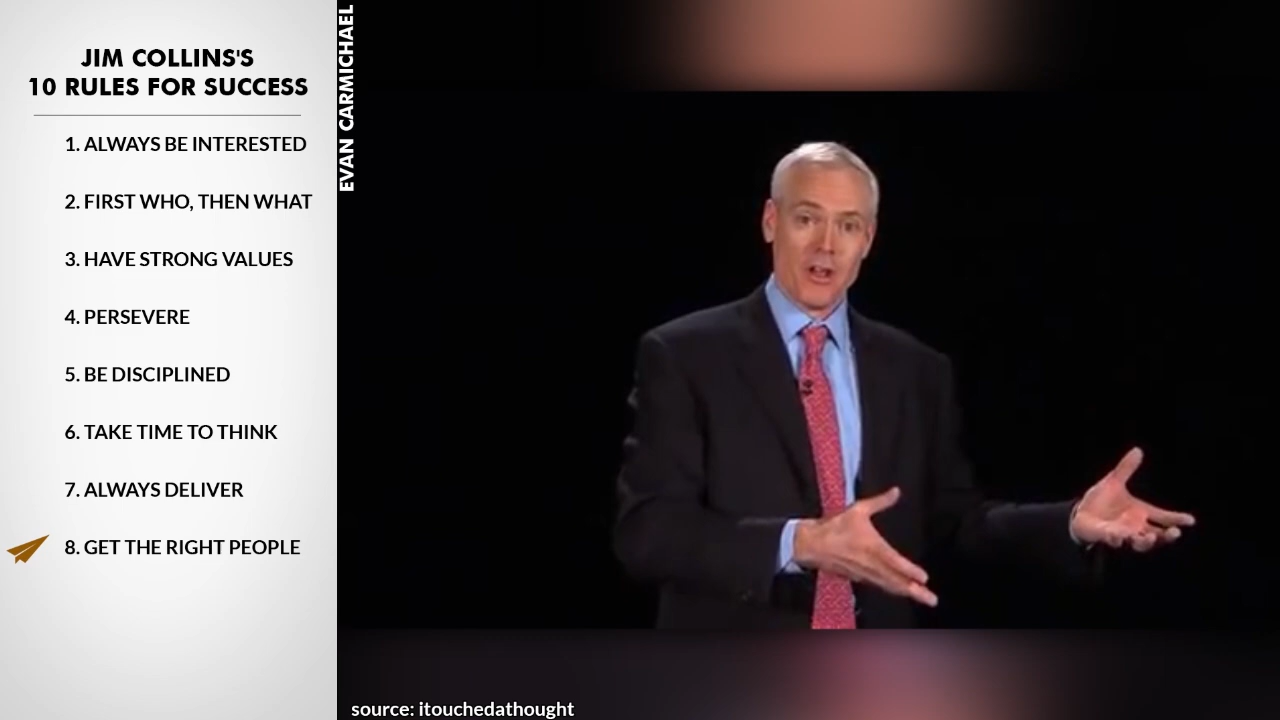 JIM COLLINS'S
10 RULES FOR SUCCESS
1. ALWAYS BE INTERESTED
2. FIRST WHO, THEN WHAT
3. HAVE STRONG VALUES
4. PERSEVERE
5. BE DISCIPLINED
6. TAKE TIME TO THINK
7. ALWAYS DELIVER
8. GET THE RIGHT PEOPLE
EVAN CARMICHAEL
source: itouchedathought